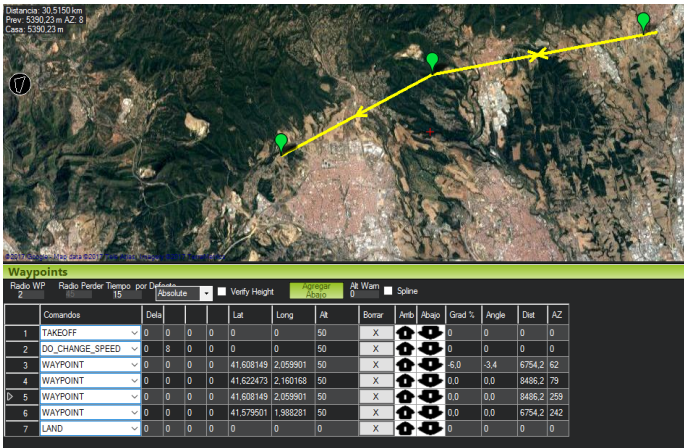 Distancia: 30,5150 km
Prev: 5390,23 m AZ: 8
Casa: 5390,23 m
Waypoints
Radio WP Radio Perder Tiempo por Defecto Alt Warn
2 45 15 Absolute Verify Height Agregar Abajo 0 Spline
Comandos Dela Lat Long Alt Borrar Arrib Abajo Grad % Angle Dist AZ
1 TAKEOFF 0 0 0 0 0 0 50 X 0 0 0 0
2 DO_CHANGE_SPEED 0 8 0 0 0 0 50 X 0 0 0 0
3 WAYPOINT 0 0 0 0 41,608149 2,059901 50 X -6,0 -3,4 6754,2 62
4 WAYPOINT 0 0 0 0 41,622473 2,160168 50 X 0,0 0,0 8486,2 79
5 WAYPOINT 0 0 0 0 41,608149 2,059901 50 X 0,0 0,0 8486,2 259
6 WAYPOINT 0 0 0 0 41,579501 1,988281 50 X 0,0 0,0 6754,2 242
7 LAND 0 0 0 0 0 0 50 X 0 0 0 0